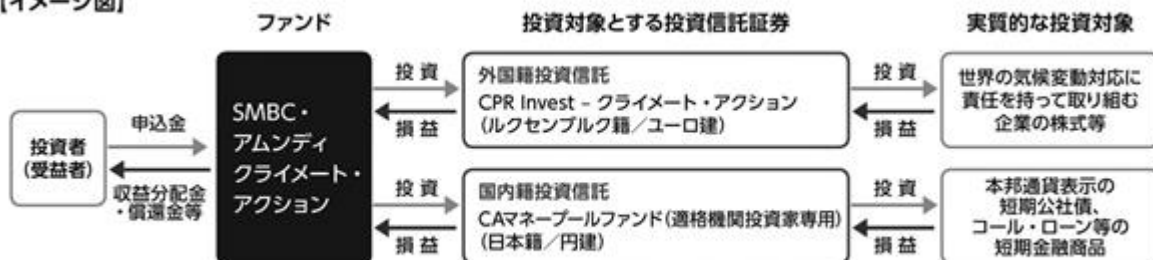 【イメージ図】
ファンド
投資対象とする投資信託証券
実質的な投資対象
投資者
(受益者)
申込金
収益分配金
・償還金等
SMBC・
アムンディ
クライメート・
アクション
投資
損益
外国籍投資信託
CPR Invest – クライメート・アクション
(ルクセンブルク籍/ユーロ建)
投資
損益
世界の気候変動対応に
責任を持って取り組む
企業の株式等
投資
損益
国内籍投資信託
CAマネープールファンド(適格機関投資家専用)
(日本籍/円建)
投資
損益
本邦通貨表示の
短期公社債、
コール・ローン等の
短期金融商品